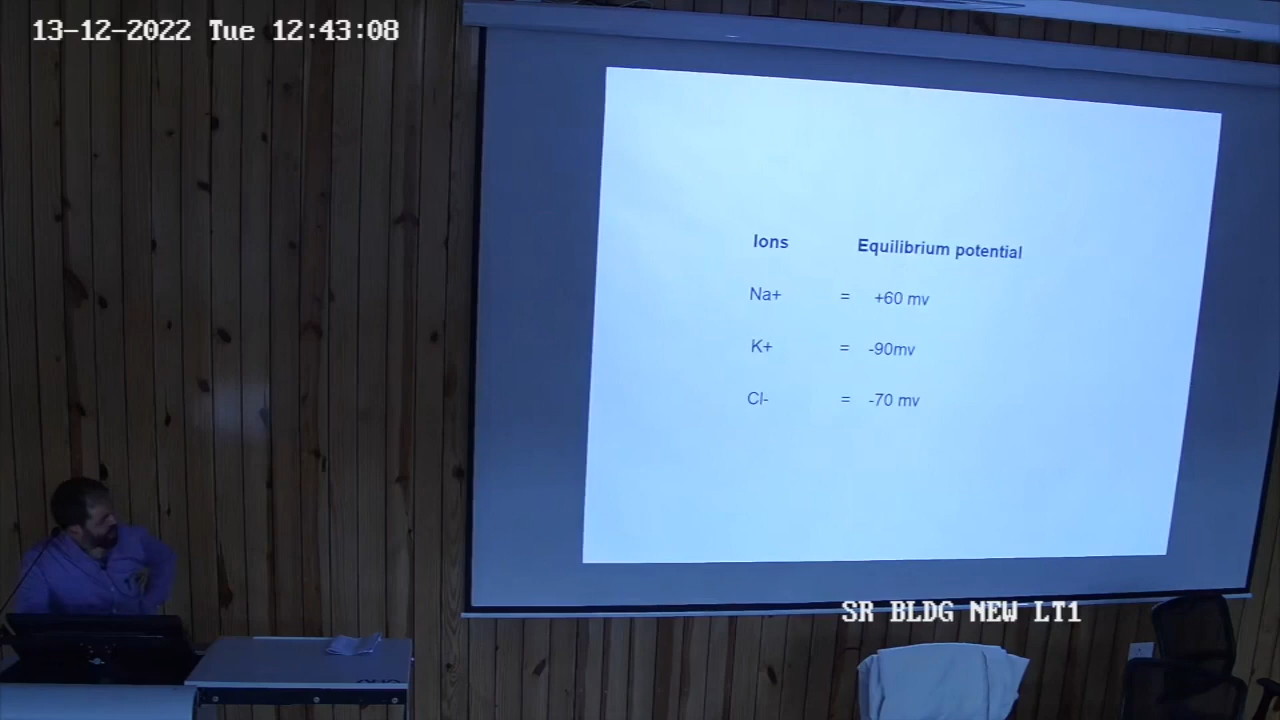 13-12-2022 Tue 12:43:08
Ions Equilibrium potential
Na+ = +60 mv
K+ = -90mv
Cl- = -70 mv
SR BLDG NEW LT1